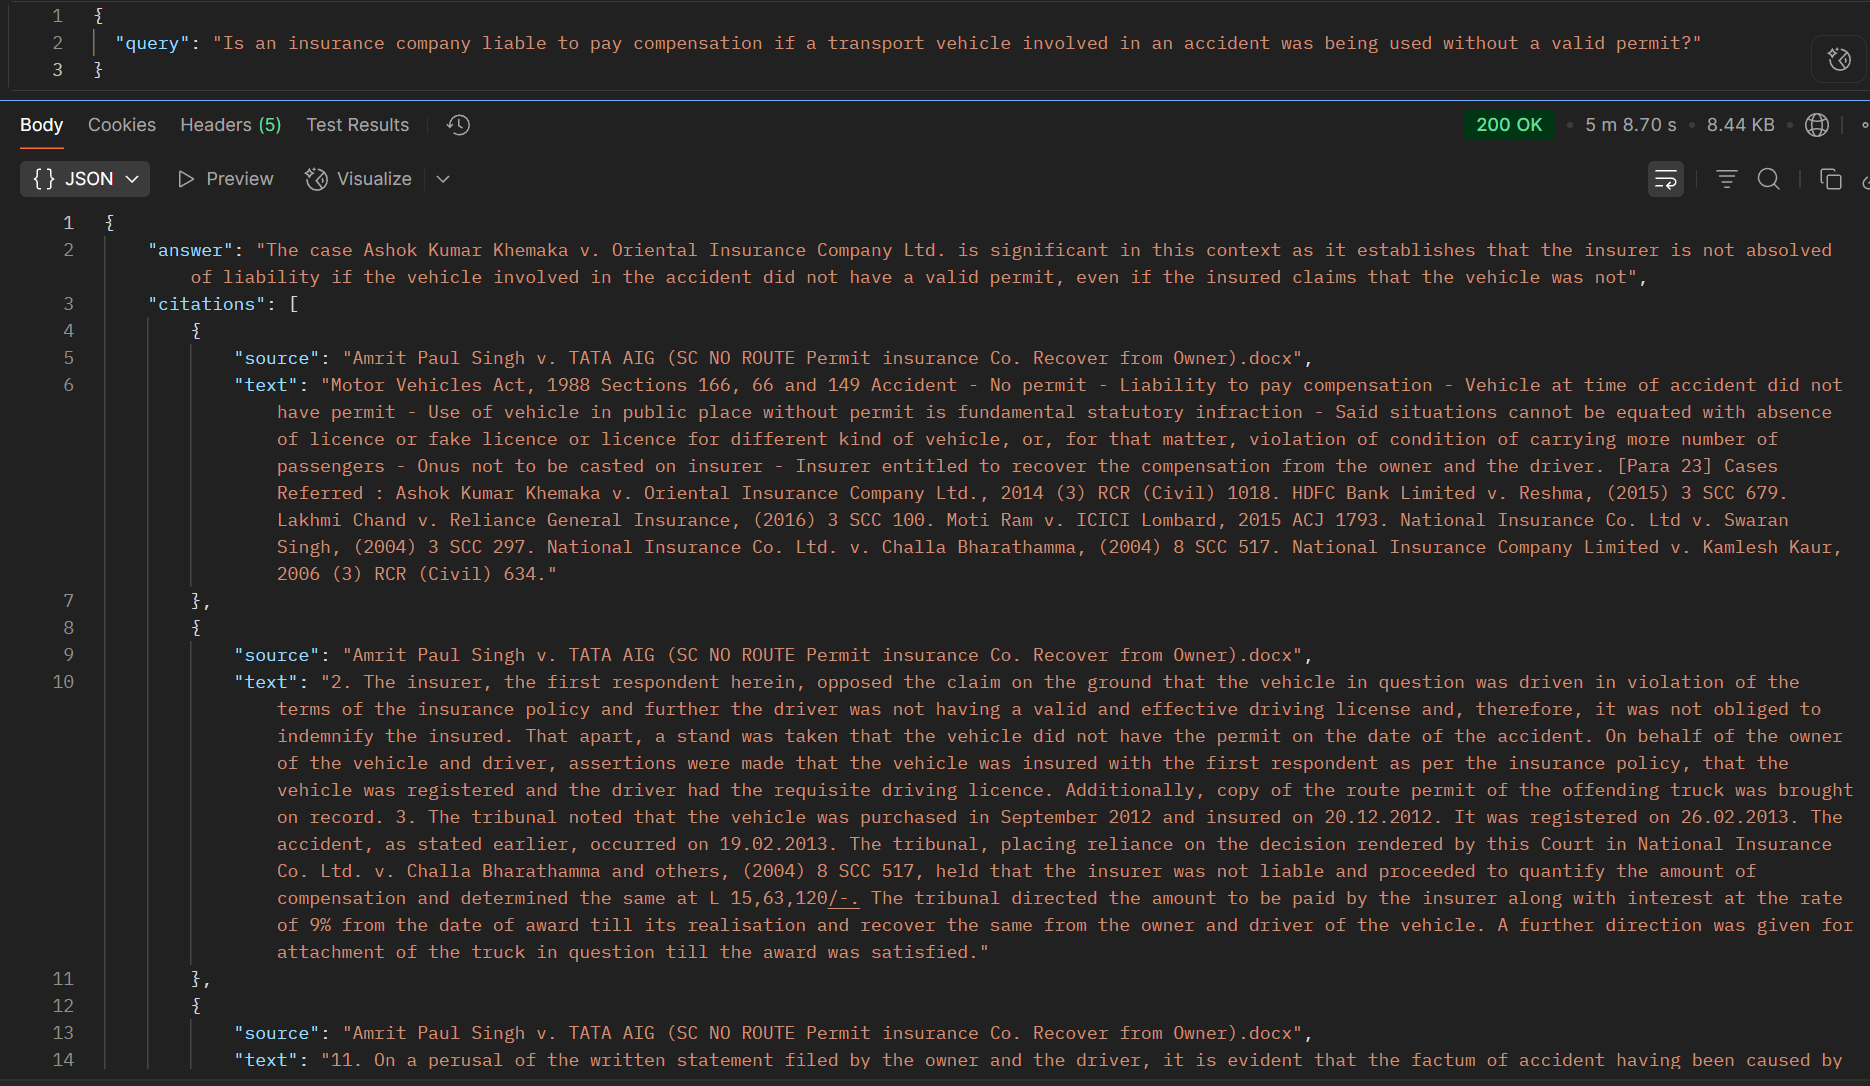 1 {
2 "query": "Is an insurance company liable to pay compensation if a transport vehicle involved in an accident was being used without a valid permit?"
3 }
Body Cookies Headers (5) Test Results 200 OK • 5 m 8.70 s • 8.44 KB •
{} JSON Preview Visualize
1 {
2 "answer": "The case Ashok Kumar Khemaka v. Oriental Insurance Company Ltd. is significant in this context as it establishes that the insurer is not absolved
of liability if the vehicle involved in the accident did not have a valid permit, even if the insured claims that the vehicle was not",
3 "citations": [
4 {
5 "source": "Amrit Paul Singh v. TATA AIG (SC NO ROUTE Permit insurance Co. Recover from Owner).docx",
6 "text": "Motor Vehicles Act, 1988 Sections 166, 66 and 149 Accident - No permit - Liability to pay compensation - Vehicle at time of accident did not
have permit - Use of vehicle in public place without permit is fundamental statutory infraction - Said situations cannot be equated with absence
of licence or fake licence or licence for different kind of vehicle, or, for that matter, violation of condition of carrying more number of
passengers - Onus not to be casted on insurer - Insurer entitled to recover the compensation from the owner and the driver. [Para 23] Cases
Referred : Ashok Kumar Khemaka v. Oriental Insurance Company Ltd., 2014 (3) RCR (Civil) 1018. HDFC Bank Limited v. Reshma, (2015) 3 SCC 679.
Lakhmi Chand v. Reliance General Insurance, (2016) 3 SCC 100. Moti Ram v. ICICI Lombard, 2015 ACJ 1793. National Insurance Co. Ltd v. Swaran
Singh, (2004) 3 SCC 297. National Insurance Co. Ltd. v. Challa Bharathamma, (2004) 8 SCC 517. National Insurance Company Limited v. Kamlesh Kaur,
2006 (3) RCR (Civil) 634."
7 },
8 {
9 "source": "Amrit Paul Singh v. TATA AIG (SC NO ROUTE Permit insurance Co. Recover from Owner).docx",
10 "text": "2. The insurer, the first respondent herein, opposed the claim on the ground that the vehicle in question was driven in violation of the
terms of the insurance policy and further the driver was not having a valid and effective driving license and, therefore, it was not obliged to
indemnify the insured. That apart, a stand was taken that the vehicle did not have the permit on the date of the accident. On behalf of the owner
of the vehicle and driver, assertions were made that the vehicle was insured with the first respondent as per the insurance policy, that the
vehicle was registered and the driver had the requisite driving licence. Additionally, copy of the route permit of the offending truck was brought
on record. 3. The tribunal noted that the vehicle was purchased in September 2012 and insured on 20.12.2012. It was registered on 26.02.2013. The
accident, as stated earlier, occurred on 19.02.2013. The tribunal, placing reliance on the decision rendered by this Court in National Insurance
Co. Ltd. v. Challa Bharathamma and others, (2004) 8 SCC 517, held that the insurer was not liable and proceeded to quantify the amount of
compensation and determined the same at L 15,63,120/-. The tribunal directed the amount to be paid by the insurer along with interest at the rate
of 9% from the date of award till its realisation and recover the same from the owner and driver of the vehicle. A further direction was given for
attachment of the truck in question till the award was satisfied."
11 },
12 {
13 "source": "Amrit Paul Singh v. TATA AIG (SC NO ROUTE Permit insurance Co. Recover from Owner).docx",
14 "text": "11. On a perusal of the written statement filed by the owner and the driver, it is evident that the factum of accident having been caused by